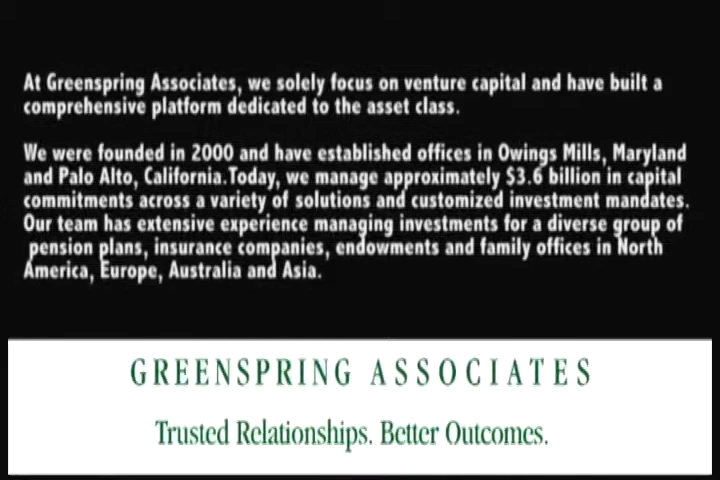 At Greenspring Associates, we solely focus on venture capital and have built a
comprehensive platform dedicated to the asset class.
We were founded in 2000 and have established offices in Owings Mills, Maryland
and Palo Alto, California.Today, we manage approximately $3.6 billion in capital
commitments across a variety of solutions and customized investment mandates.
Our team has extensive experience managing investments for a diverse group of
pension plans, insurance companies, endowments and family offices in North
America, Europe, Australia and Asia.
GREENSPRING ASSOCIATES
Trusted Relationships. Better Outcomes.